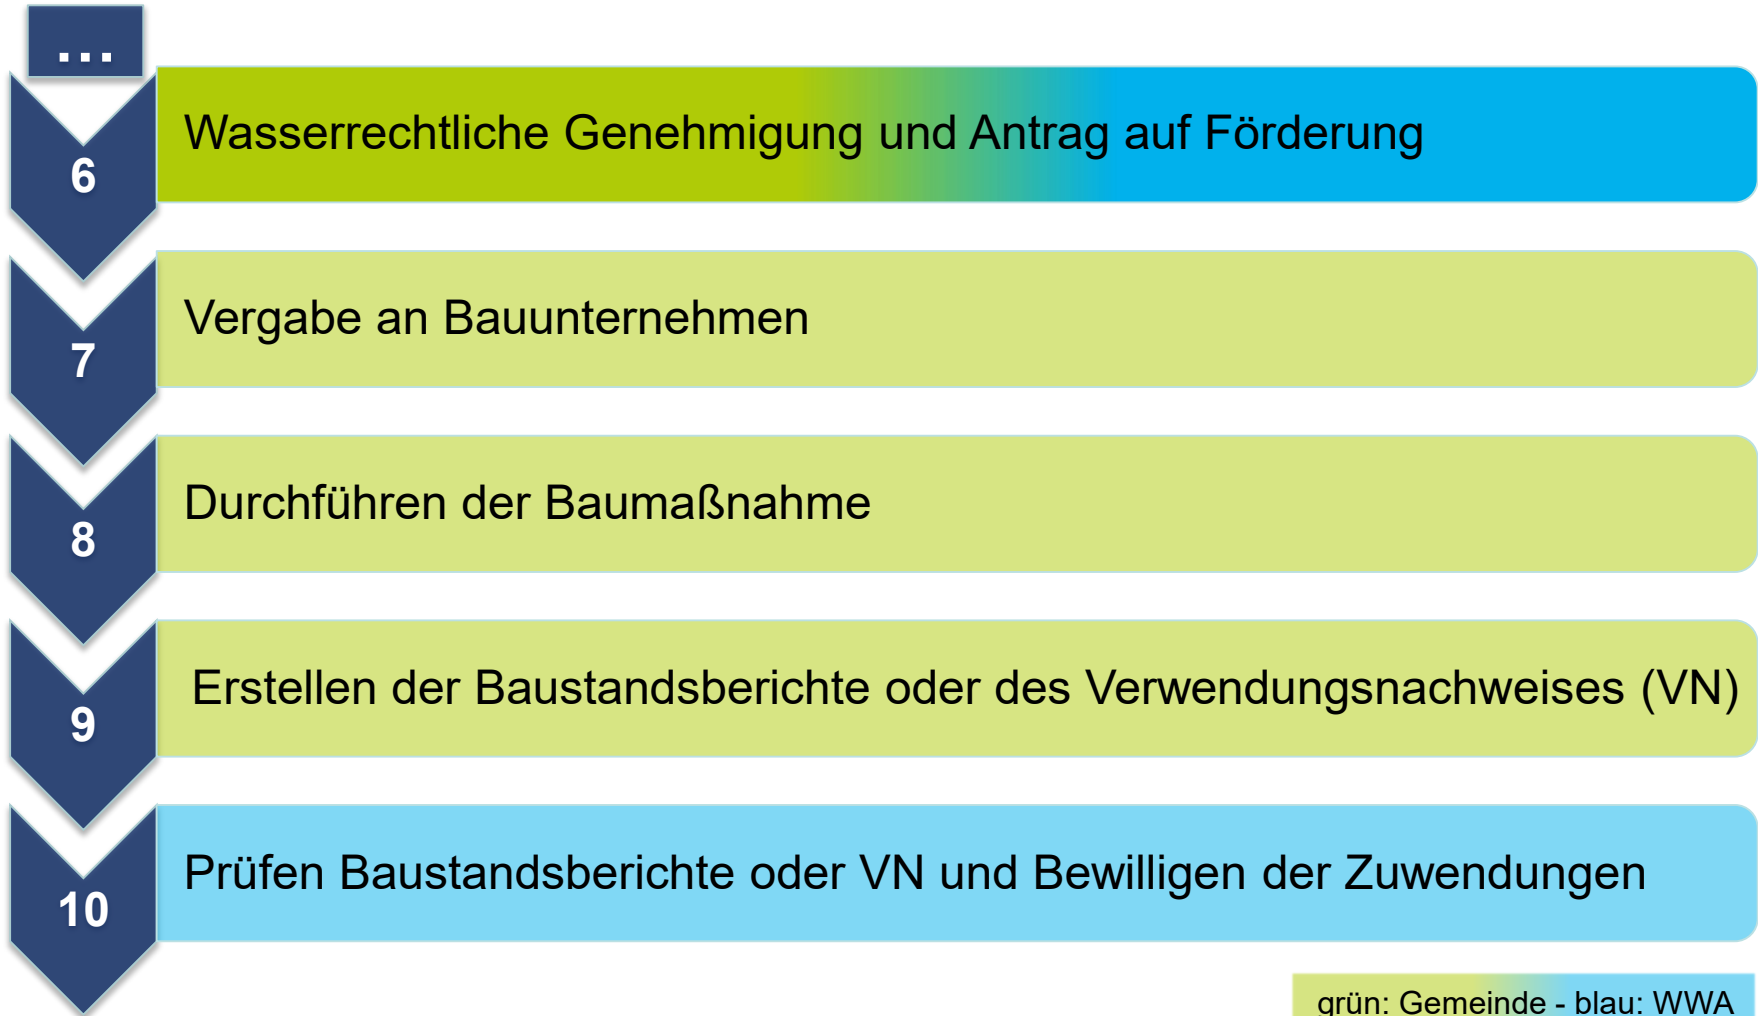 ...
6
Wasserrechtliche Genehmigung und Antrag auf Förderung
7
Vergabe an Bauunternehmen
8
Durchführen der Baumaßnahme
9
Erstellen der Baustandsberichte oder des Verwendungsnachweises (VN)
10
Prüfen Baustandsberichte oder VN und Bewilligen der Zuwendungen
grün: Gemeinde - blau: WWA